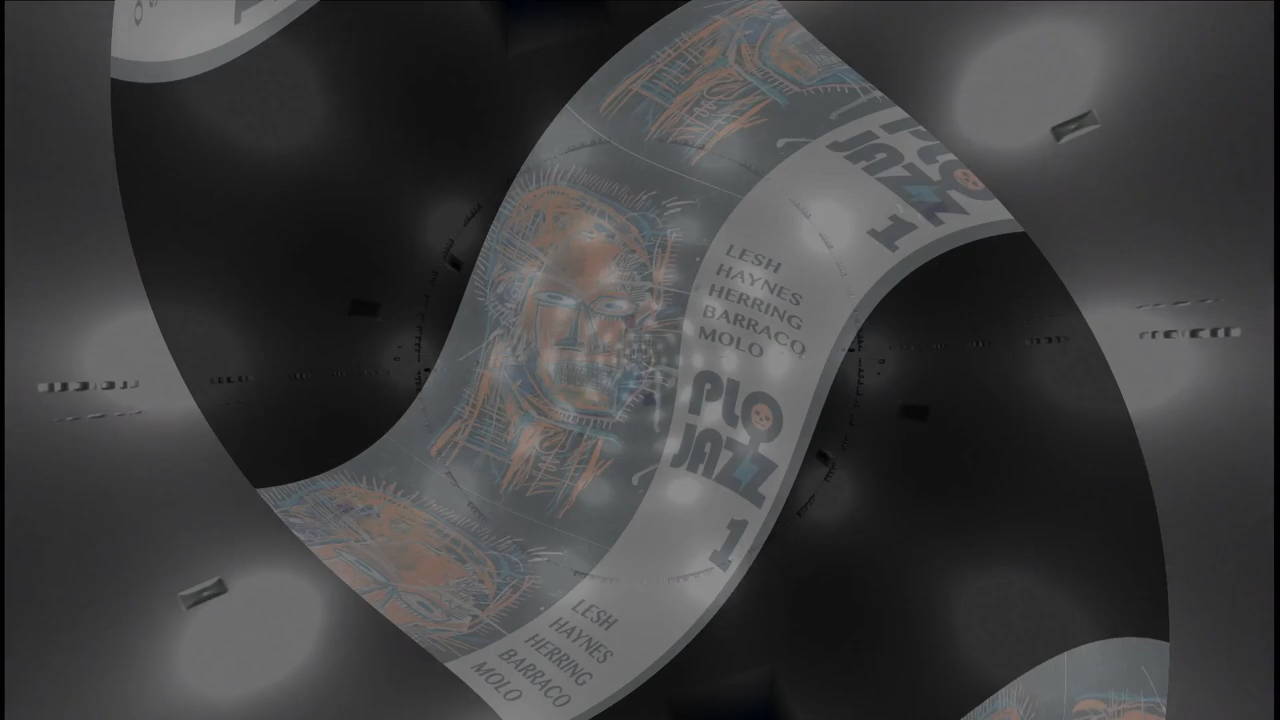 PLO
JAZZ
1
LESH
HAYNES
HERRING
BARRACO
MOLO
PLO
JAZZ
1
LESH
HAYNES
HERRING
BARRACO
MOLO